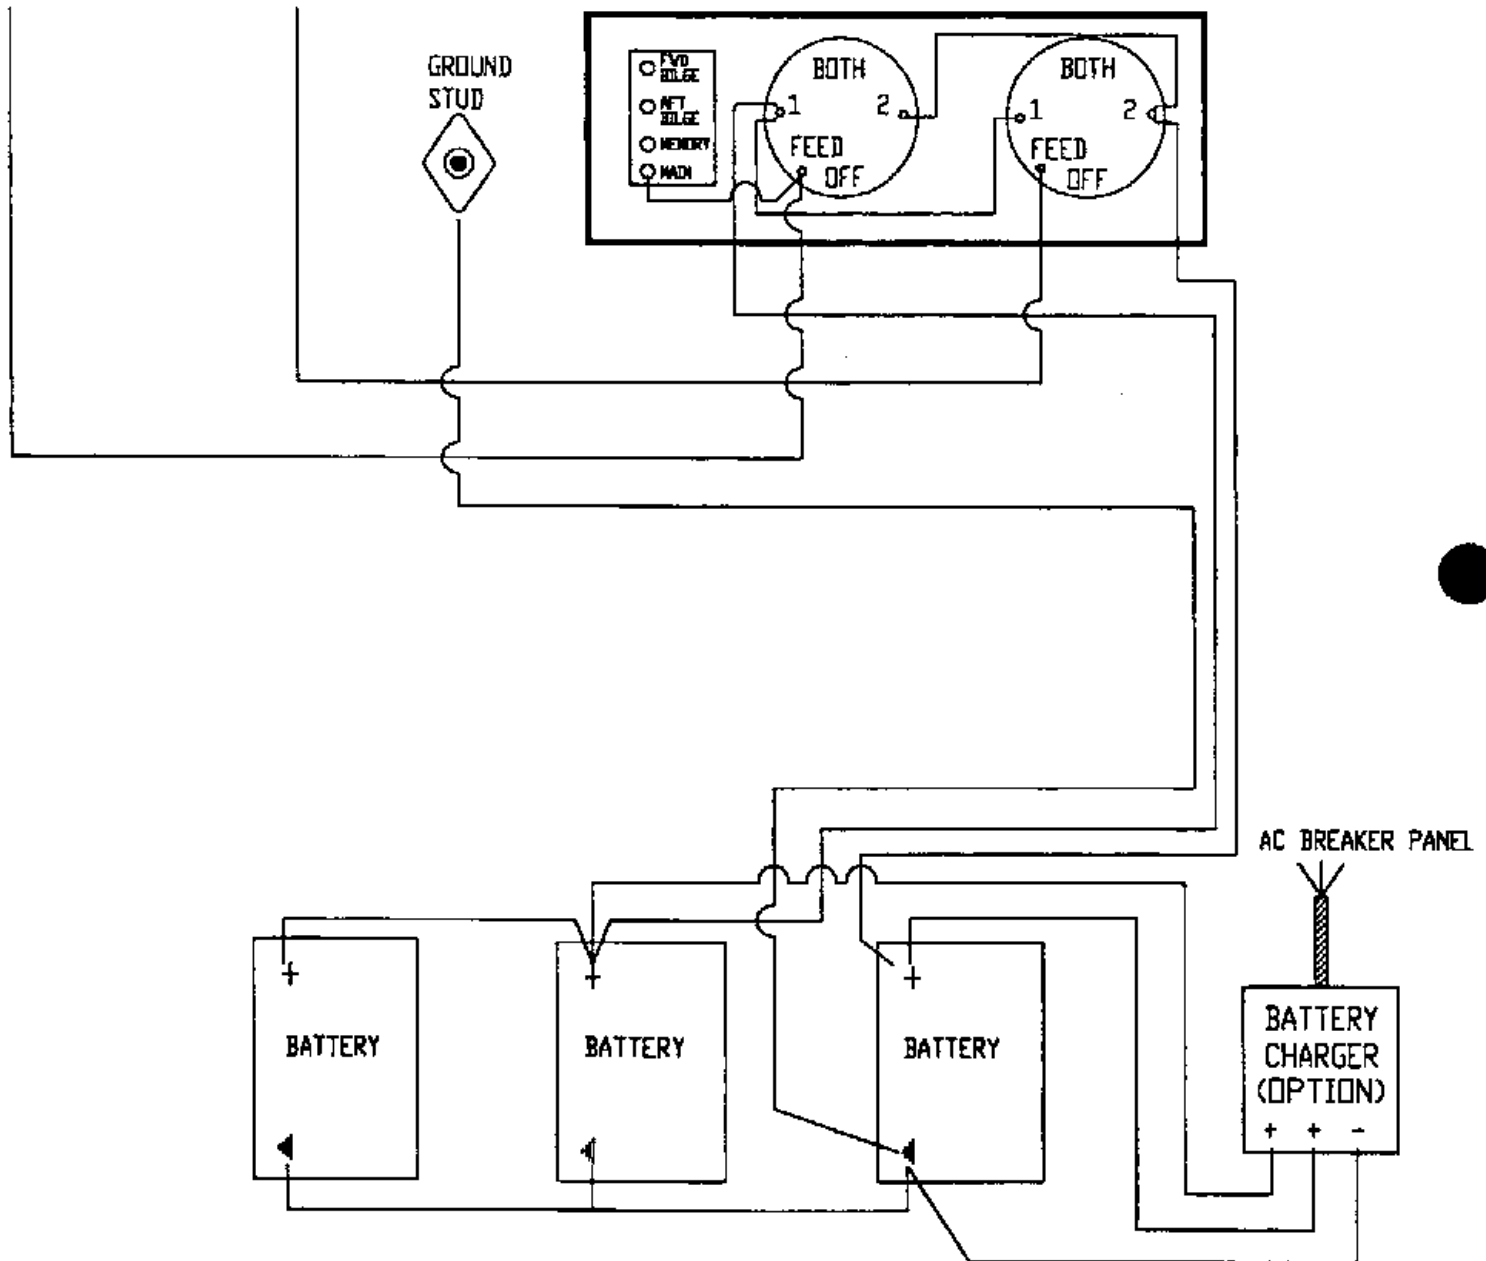 GROUND
STUD
FWD
BILGE
AFT
BILGE
MEMORY
MAIN
BOTH
1 2
FEED
OFF
BOTH
1 2
FEED
OFF
AC BREAKER PANEL
+
BATTERY
+
BATTERY
+
BATTERY
BATTERY
CHARGER
(OPTION)
+ + -